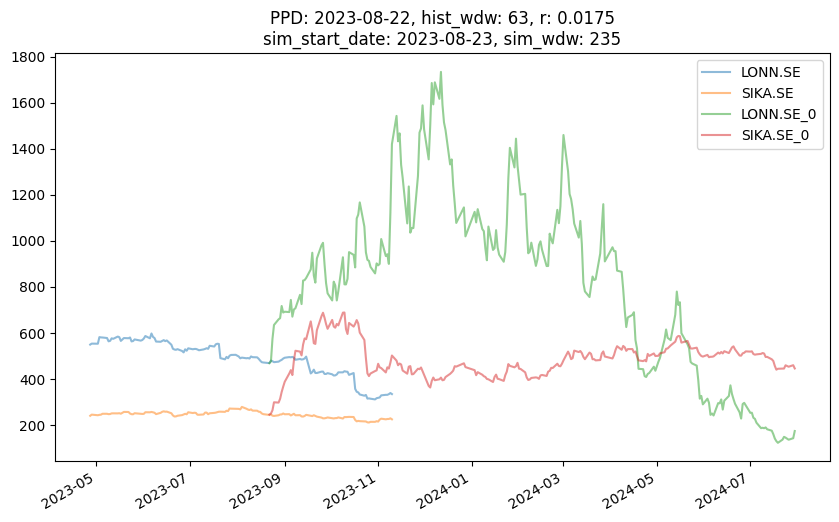 PPD: 2023-08-22, hist_wdw: 63, r: 0.0175
sim_start_date: 2023-08-23, sim_wdw: 235
1800
1600
1400
1200
1000
800
600
400
200
LONN.SE
SIKA.SE
LONN.SE_0
SIKA.SE_0
2023-05
2023-07
2023-09
2023-11
2024-01
2024-03
2024-05
2024-07